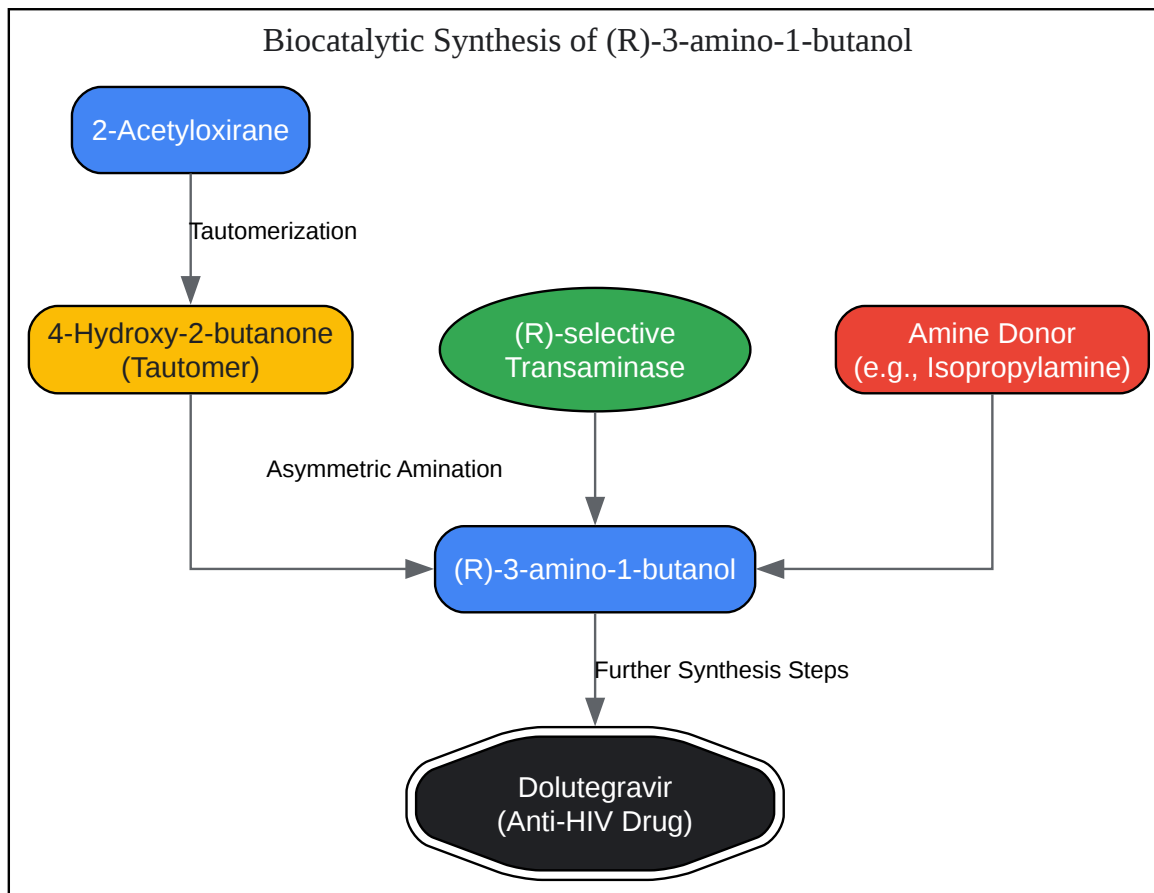 Biocatalytic Synthesis of (R)-3-amino-1-butanol
2-Acetyloxirane
Tautomerization
4-Hydroxy-2-butanone
(Tautomer)
(R)-selective
Transaminase
Amine Donor
(e.g., Isopropylamine)
Asymmetric Amination
(R)-3-amino-1-butanol
Further Synthesis Steps
Dolutegravir
(Anti-HIV Drug)